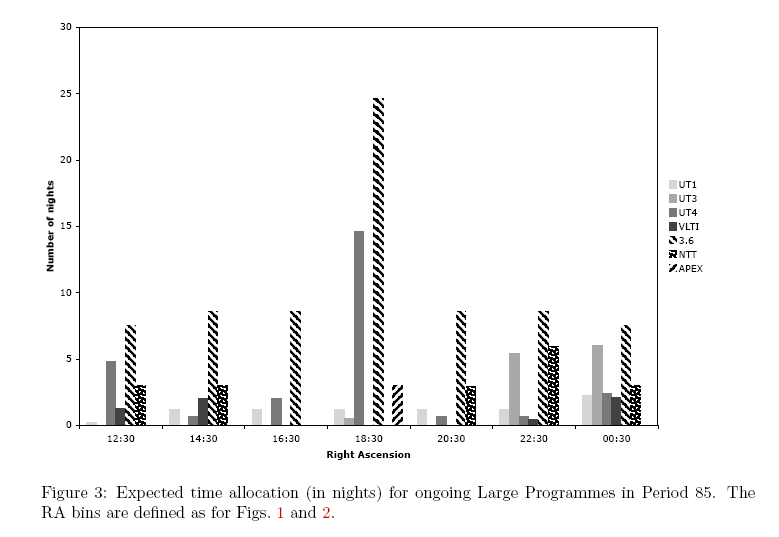 30
25
20
15
10
5
0
Number of nights
12:30 14:30 16:30 18:30 20:30 22:30 00:30
Right Ascension
UT1
UT3
UT4
VLTI
3.6
NTT
APEX
Figure 3: Expected time allocation (in nights) for ongoing Large Programmes in Period 85. The
RA bins are defined as for Figs. 1 and 2.